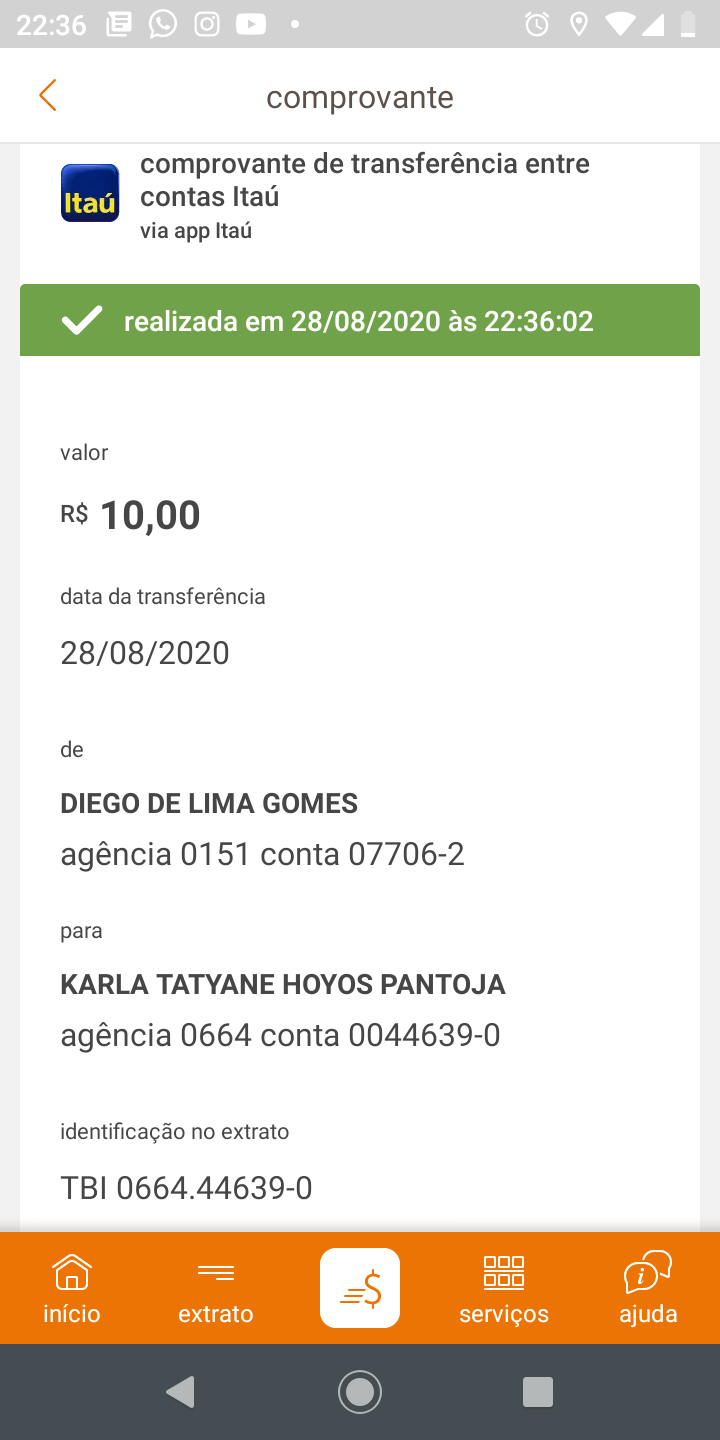 22:36
comprovante
Itaú
comprovante de transferência entre
contas Itaú
via app Itaú
realizada em 28/08/2020 às 22:36:02
valor
R$ 10,00
data da transferência
28/08/2020
de
DIEGO DE LIMA GOMES
agência 0151 conta 07706-2
para
KARLA TATYANE HOYOS PANTOJA
agência 0664 conta 0044639-0
identificação no extrato
TBI 0664.44639-0
início
extrato
$
serviços
ajuda